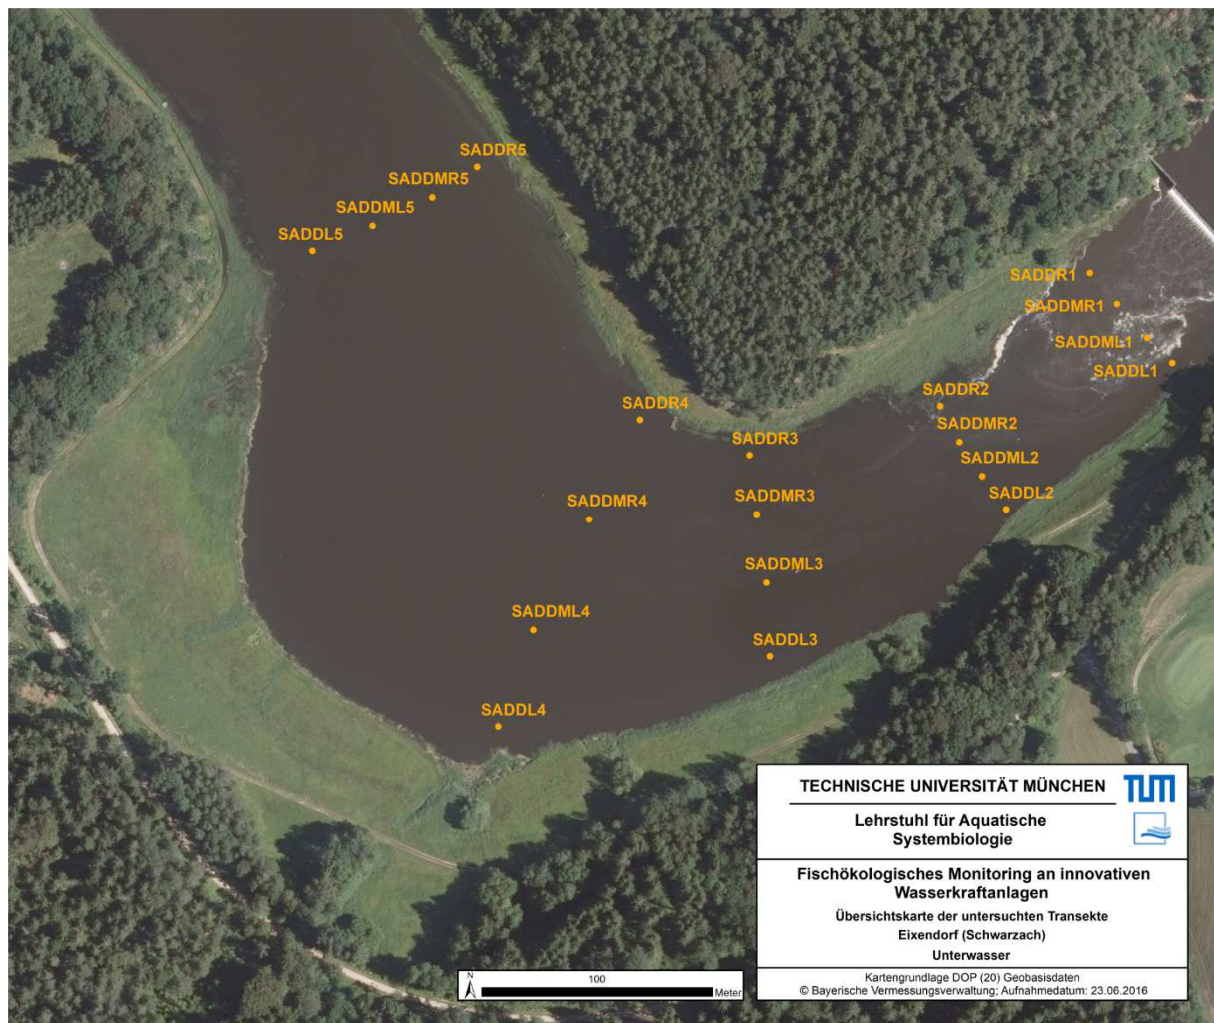 SADDR5
SADDMR5
SADDML5
SADDL5
SADDR1
SADDMR1
SADDML1
SADDL1
SADDR2
SADDMR2
SADDML2
SADDL2
SADDR4
SADDR3
SADDMR4
SADDMR3
SADDML3
SADDML4
SADDL3
SADDL4
TECHNISCHE UNIVERSITÄT MÜNCHEN
TUM
Lehrstuhl für Aquatische
Systembiologie
Fischökologisches Monitoring an innovativen
Wasserkraftanlagen
Übersichtskarte der untersuchten Transekte
Eixendorf (Schwarzach)
Unterwasser
Kartengrundlage DOP (20) Geobasisdaten
© Bayerische Vermessungsverwaltung; Aufnahmedatum: 23.06.2016
N
100
Meter